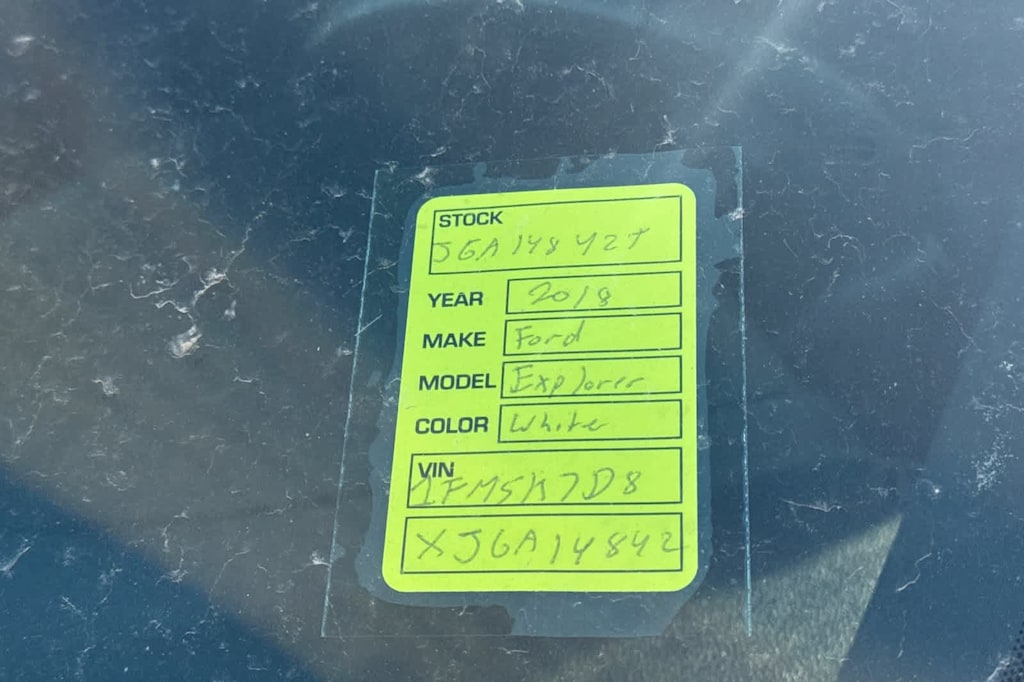 STOCK
JGA14842T
YEAR 2018
MAKE Ford
MODEL Explorer
COLOR White
VIN
1FM5K7D8
XJGA14842